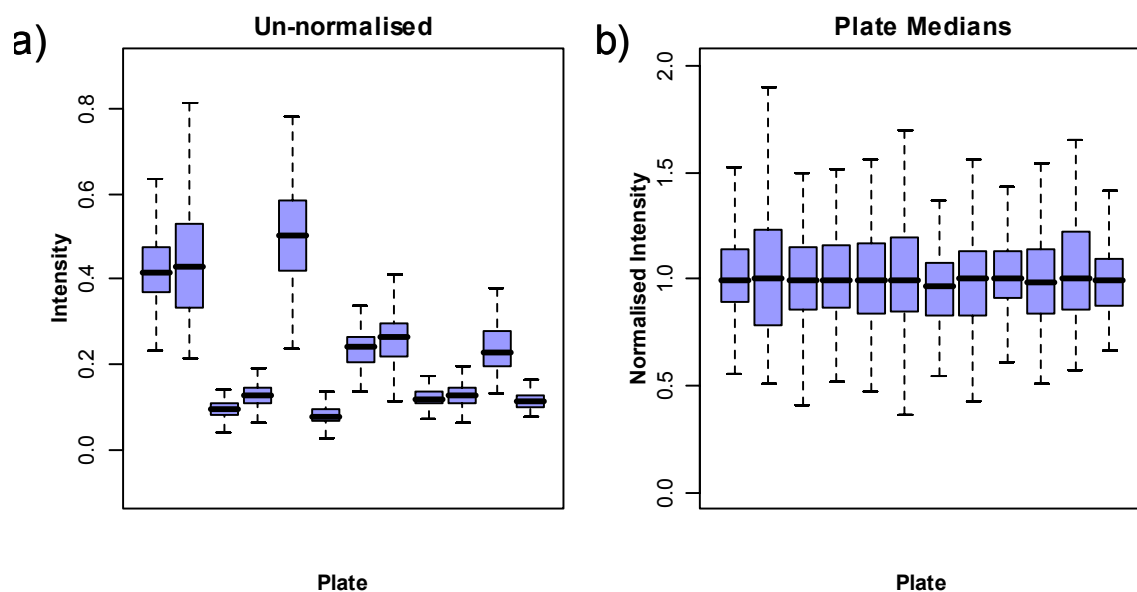 a)
Un-normalised
Intensity
0.8
0.6
0.4
0.2
0.0
Plate
b)
Plate Medians
Normalised Intensity
2.0
1.5
1.0
0.5
0.0
Plate